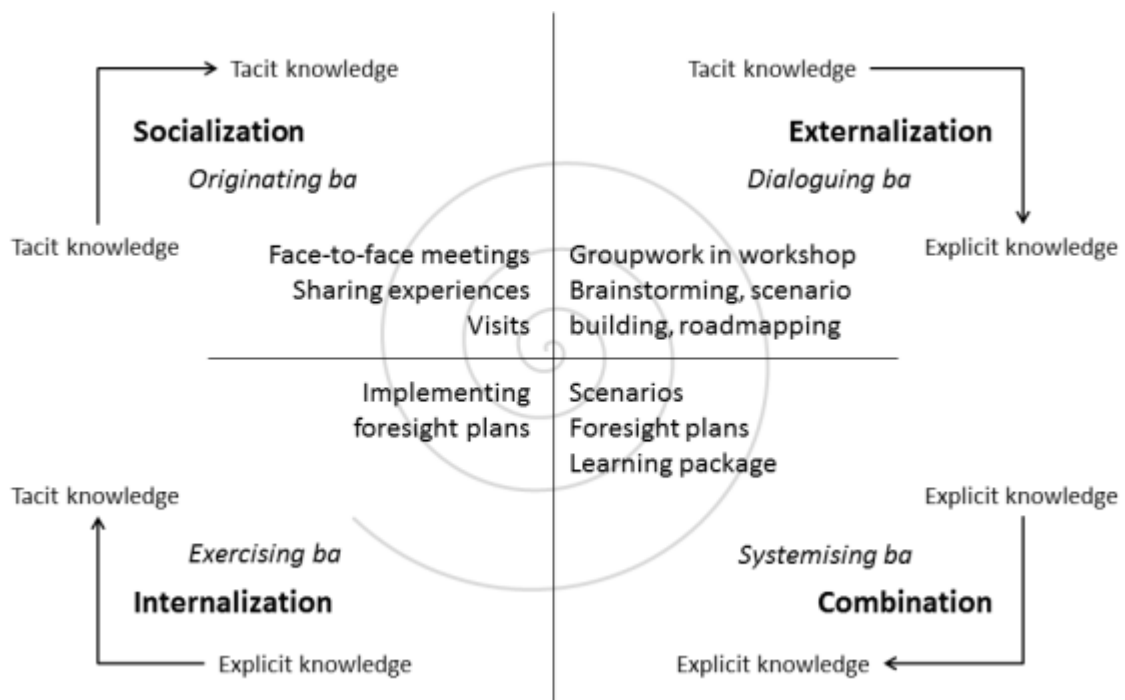 Tacit knowledge
Socialization
Originating ba
Tacit knowledge
Face-to-face meetings
Sharing experiences
Visits
Tacit knowledge
Externalization
Dialoguing ba
Explicit knowledge
Groupwork in workshop
Brainstorming, scenario
building, roadmapping
Implementing
foresight plans
Tacit knowledge
Exercising ba
Internalization
Explicit knowledge
Scenarios
Foresight plans
Learning package
Explicit knowledge
Systemising ba
Combination
Explicit knowledge